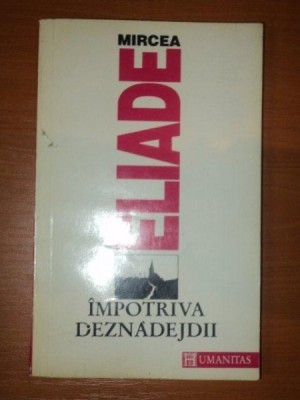 MIRCEA
ELIADE
ÎMPOTRIVA
DEZNĂDEJDII
HUMANITAS